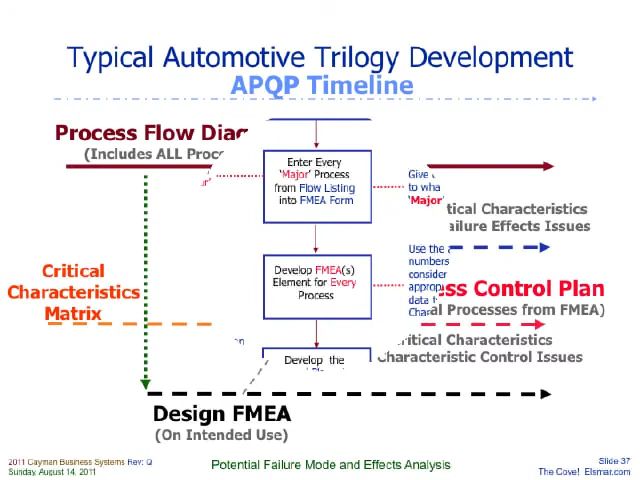 Typical Automotive Trilogy Development
APQP Timeline
Process Flow Diag
(Includes ALL Proc
Enter Every
‘Major’ Process
from Flow Listing
into FMEA Form
Give
to wha
‘Major’
tical Characteristics
ailure Effects Issues
Critical
Characteristics
Matrix
Develop FMEA(s)
Element for Every
Process
Use the
numbers
consider
approp
data f
Char
ess Control Plan
al Processes from FMEA)
ritical Characteristics
Characteristic Control Issues
Develop the
Design FMEA
(On Intended Use)
2011 Cayman Business Systems Rev: Q
Sunday, August 14, 2011
Potential Failure Mode and Effects Analysis
Slide 37
The Cove! Elsmar.com